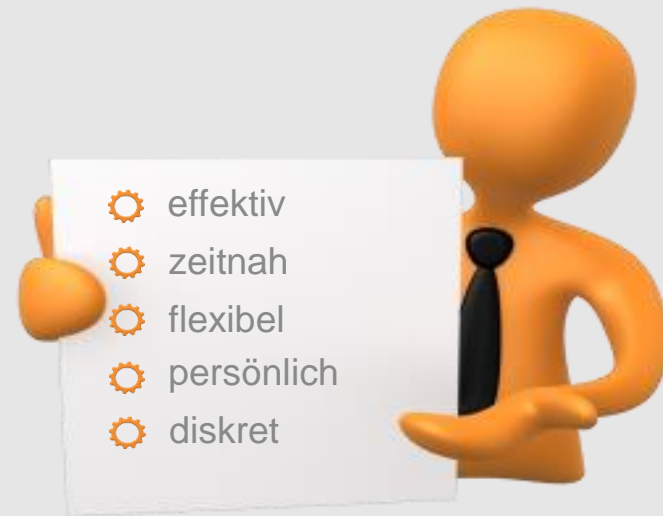 effektiv
zeitnah
flexibel
persönlich
diskret